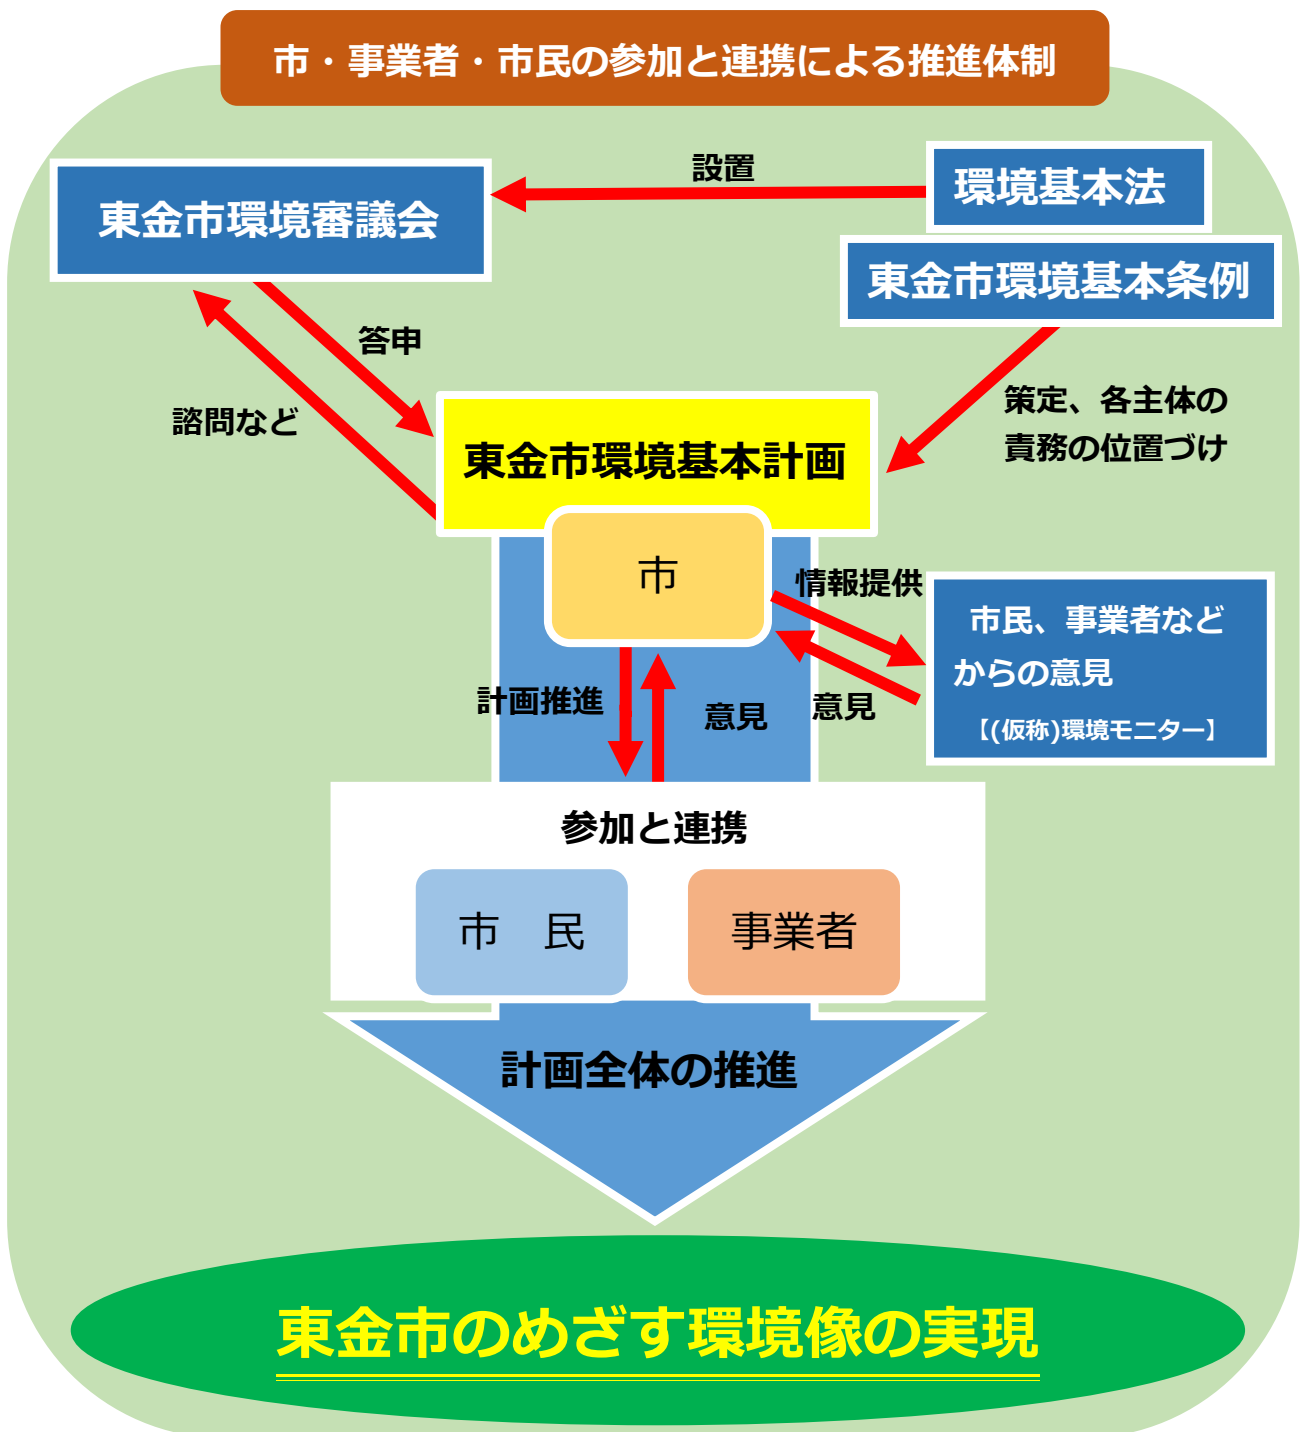 市・事業者・市民の参加と連携による推進体制
設置
環境基本法
東金市環境審議会
東金市環境基本条例
答申
諮問など
策定、各主体の
責務の位置づけ
東金市環境基本計画
市
情報提供
市民、事業者など
からの意見
【(仮称)環境モニター】
計画推進
意見
意見
参加と連携
市　民
事業者
計画全体の推進
東金市のめざす環境像の実現